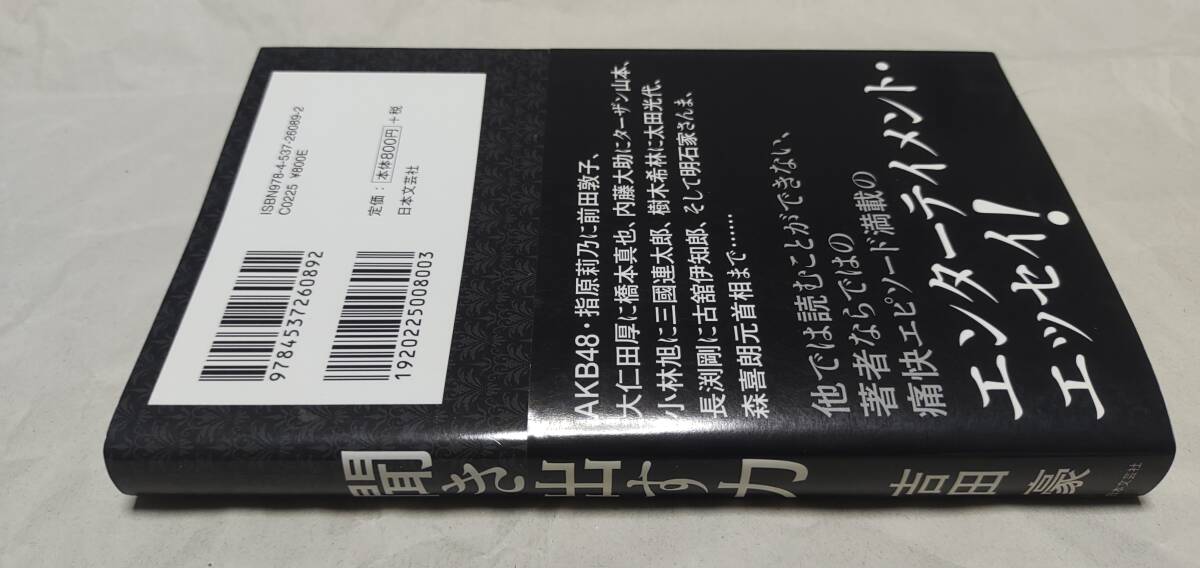 ISBN978-4-537-26089-2
C0225 ¥800E
定価：本体800円+税
日本文芸社
9784537260892
1920225008003
AKB48・指原莉乃に前田敦子、
大仁田厚に橋本真也、内藤大助にターザン山本、
小林旭に三國連太郎、樹木希林に太田光代、
長渕剛に古舘伊知郎、そして明石家さんま、
森喜朗元首相まで……
他では読むことができない、
著者ならではの
痛快エピソード満載の
エンターテイメント・
エッセイ!
聞き出す力
吉田豪
日本文芸社